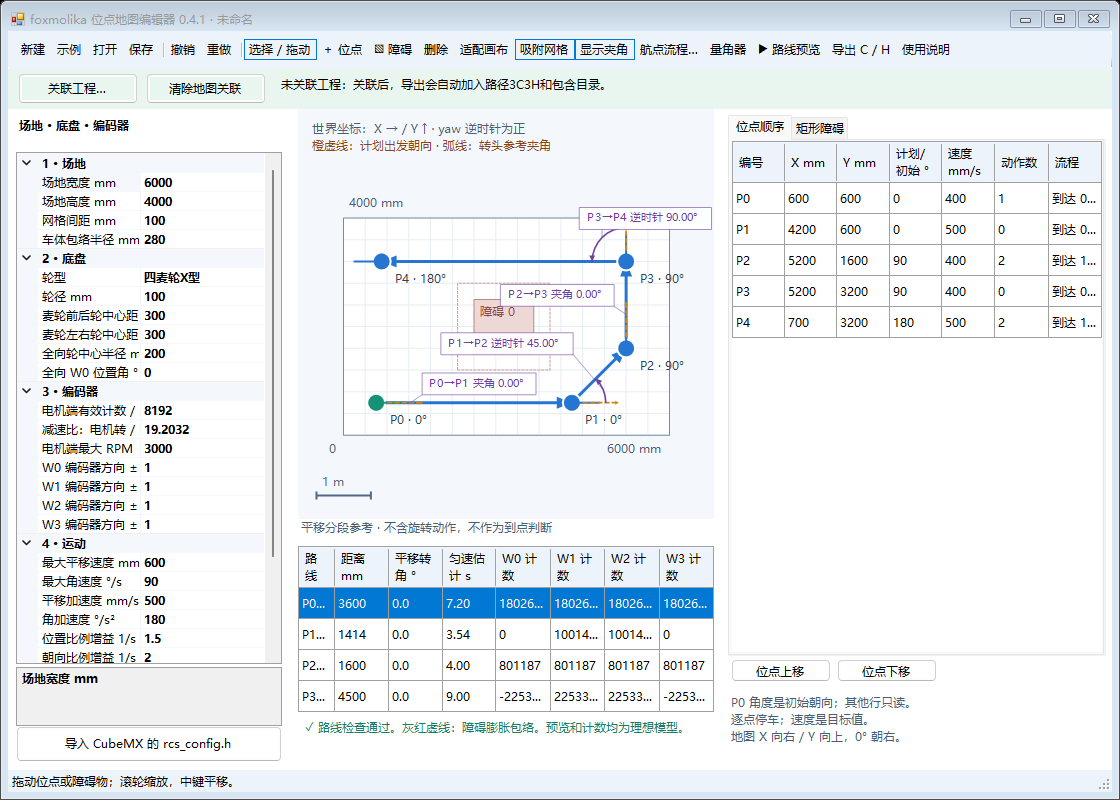 foxmolika 位点地图编辑器 0.4.1 · 未命名
新建 示例 打开 保存 撤销 重做 选择 / 拖动 + 位点 障碍 删除 适配画布 吸附网格 显示夹角 航点流程... 量角器 ▶ 路线预览 导出 C / H 使用说明
关联工程... 清除地图关联 未关联工程：关联后，导出会自动加入路径3C3H和包含目录。
场地 · 底盘 · 编码器
1 · 场地
场地宽度 mm 6000
场地高度 mm 4000
网格间距 mm 100
车体包络半径 mm 280
2 · 底盘
轮型 四麦轮X型
轮径 mm 100
麦轮前后轮中心距 300
麦轮左右轮中心距 300
全向轮中心半径 m 200
全向 W0 位置角 ° 0
3 · 编码器
电机端有效计数 / 8192
减速比：电机转 / 19.2032
电机端最大 RPM 3000
W0 编码器方向 ± 1
W1 编码器方向 ± 1
W2 编码器方向 ± 1
W3 编码器方向 ± 1
4 · 运动
最大平移速度 mm 600
最大角速度 °/s 90
平移加速度 mm/s 500
角加速度 °/s² 180
位置比例增益 1/s 1.5
朝向比例增益 1/s 2
场地宽度 mm
导入 CubeMX 的 rcs_config.h
世界坐标：X → / Y ↑ · yaw 逆时针为正
橙虚线：计划出发朝向 · 弧线：转头参考夹角
4000 mm
P3→P4 逆时针 90.00°
P4 · 180°
P3 · 90°
P2→P3 夹角 0.00°
障碍 0
P1→P2 逆时针 45.00°
P2 · 90°
P0→P1 夹角 0.00°
P0 · 0°
P1 · 0°
0
6000 mm
1 m
平移分段参考 · 不含旋转动作，不作为到点判断
路线 距离 mm 平移转角 ° 匀速估计 s W0 计数 W1 计数 W2 计数 W3 计数
P0... 3600 0.0 7.20 18026... 18026... 18026... 18026...
P1... 1414 0.0 3.54 0 10014... 10014... 0
P2... 1600 0.0 4.00 801187 801187 801187 801187
P3... 4500 0.0 9.00 -2253... 22533... 22533... -2253...
✓ 路线检查通过。灰红虚线：障碍膨胀包络。预览和计数均为理想模型。
位点顺序 矩形障碍
编号 X mm Y mm 计划/初始 ° 速度 mm/s 动作数 流程
P0 600 600 0 400 1 到达 0...
P1 4200 600 0 500 0 到达 0...
P2 5200 1600 90 400 2 到达 1...
P3 5200 3200 90 400 0 到达 0...
P4 700 3200 180 500 2 到达 1...
位点上移 位点下移
P0 角度是初始朝向；其他行只读。
逐点停车；速度是目标值。
地图 X 向右 / Y 向上，0° 朝右。
拖动位点或障碍物；滚轮缩放，中键平移。